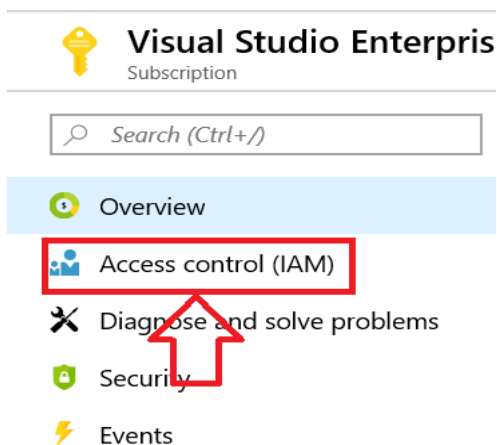 Visual Studio Enterpris
Subscription
Search (Ctrl+/)
Overview
Access control (IAM)
Diagnose and solve problems
Security
Events